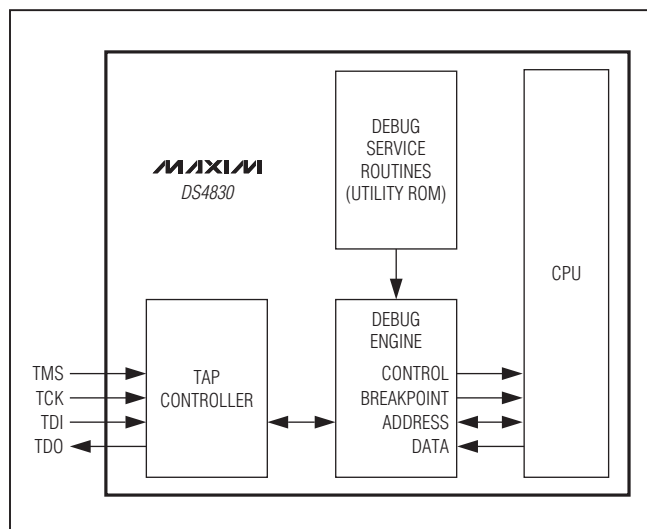 DEBUG
SERVICE
ROUTINES
(UTILITY ROM)
MAXIM
DS4830
CPU
DEBUG
ENGINE
TAP
CONTROLLER
TMS
TCK
TDI
TDO
CONTROL
BREAKPOINT
ADDRESS
DATA